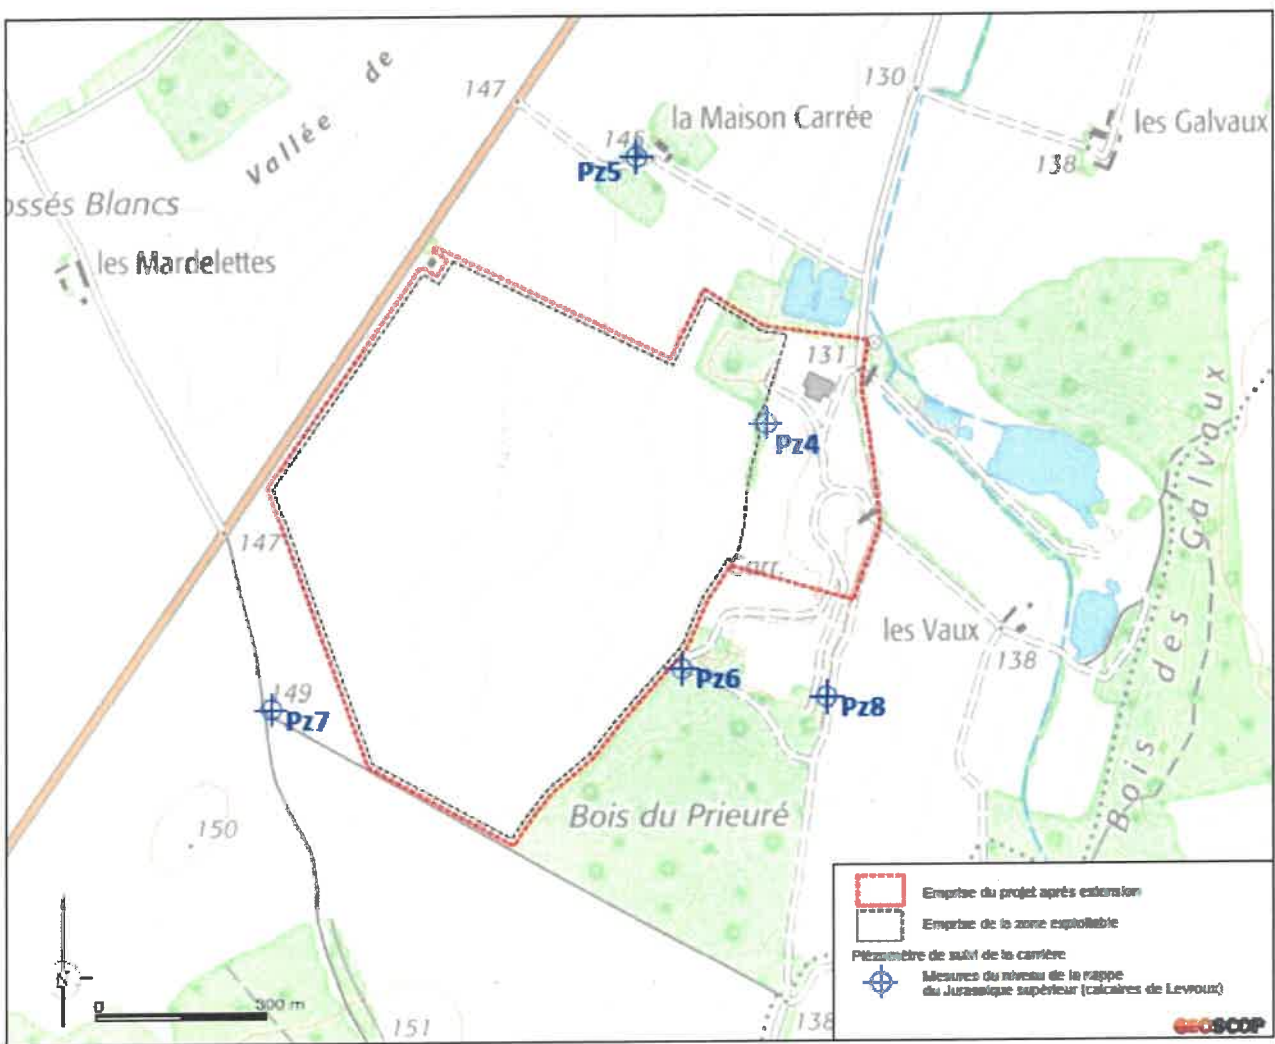 147
Vallée de
130
la Maison Carrée
les Galvaux
145
Pz5
138
ossés Blancs
les Mardelettes
131
Pz4
147
Carr.
Bois des Galvaux
les Vaux
138
Pz6
149
Pz7
Pz8
Bois du Prieuré
150
151
138
0 300 m
Emprise du projet après extension
Emprise de la zone exploitable
Piézomètre de suivi de la carrière
Mesures du niveau de la nappe
du Jurassique supérieur (calcaires de Levroux)
GEOSCOP